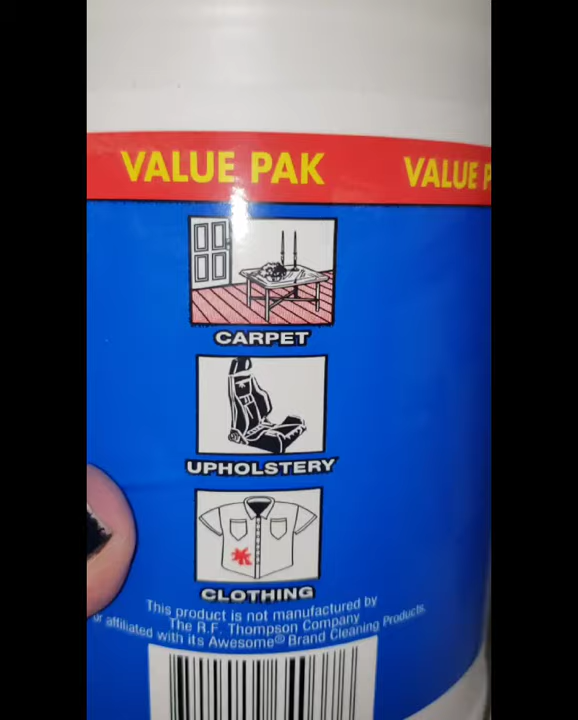 VALUE PAK VALUE P
CARPET
UPHOLSTERY
CLOTHING
This product is not manufactured by
The R.F. Thompson Company
or affiliated with its Awesome® Brand Cleaning Products.